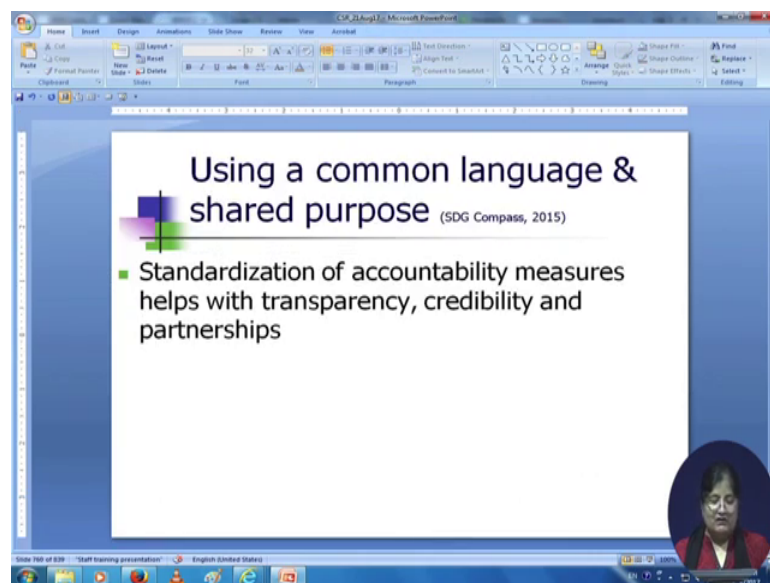 CSR_21Aug17 - Microsoft PowerPoint
Home Insert Design Animations Slide Show Review View Acrobat
Cut
Copy
Format Painter
Paste
Clipboard
New
Slide
Layout
Reset
Delete
Slides
Font
Text Direction
Align Text
Convert to SmartArt
Paragraph
Arrange
Quick
Styles
Shape Fill
Shape Outline
Shape Effects
Drawing
Find
Replace
Select
Editing
Using a common language &
shared purpose (SDG Compass, 2015)
Standardization of accountability measures
helps with transparency, credibility and
partnerships
Slide 760 of 839 "Staff training presentation" English (United States)
100%
EN